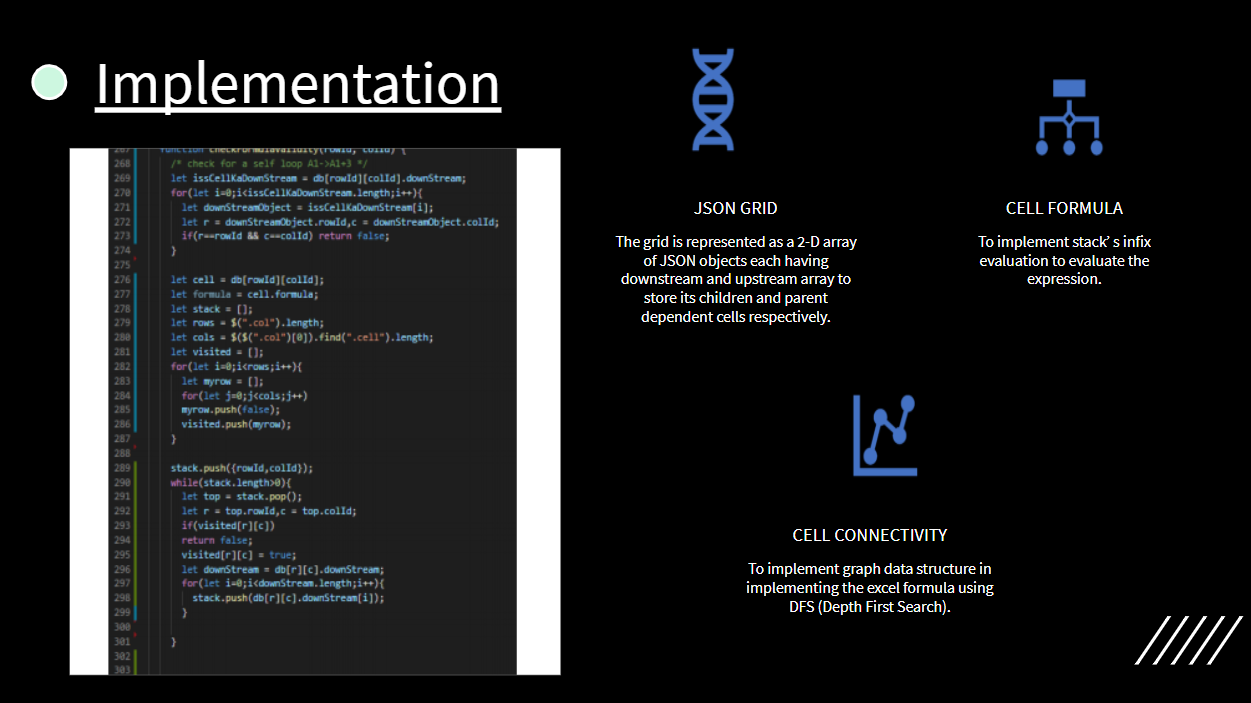 Implementation
267 function checkFormulaValidity(rowId, colId) {
268 /* check for a self loop A1->A1+3 */
269 let issCellKaDownStream = db[rowId][colId].downStream;
270 for(let i=0;i<issCellKaDownStream.length;i++){
271 let downStreamObject = issCellKaDownStream[i];
272 let r = downStreamObject.rowId,c = downStreamObject.colId;
273 if(r==rowId && c==colId) return false;
274 }
275
276 let cell = db[rowId][colId];
277 let formula = cell.formula;
278 let stack = [];
279 let rows = $(".col").length;
280 let cols = $($(".col")[0]).find(".cell").length;
281 let visited = [];
282 for(let i=0;i<rows;i++){
283 let myrow = [];
284 for(let j=0;j<cols;j++)
285 myrow.push(false);
286 visited.push(myrow);
287 }
288
289 stack.push({rowId,colId});
290 while(stack.length>0){
291 let top = stack.pop();
292 let r = top.rowId,c = top.colId;
293 if(visited[r][c])
294 return false;
295 visited[r][c] = true;
296 let downStream = db[r][c].downStream;
297 for(let i=0;i<downStream.length;i++){
298 stack.push(db[r][c].downStream[i]);
299 }
300
301 }
302
303
JSON GRID
The grid is represented as a 2-D array
of JSON objects each having
downstream and upstream array to
store its children and parent
dependent cells respectively.
CELL FORMULA
To implement stack’ s infix
evaluation to evaluate the
expression.
CELL CONNECTIVITY
To implement graph data structure in
implementing the excel formula using
DFS (Depth First Search).